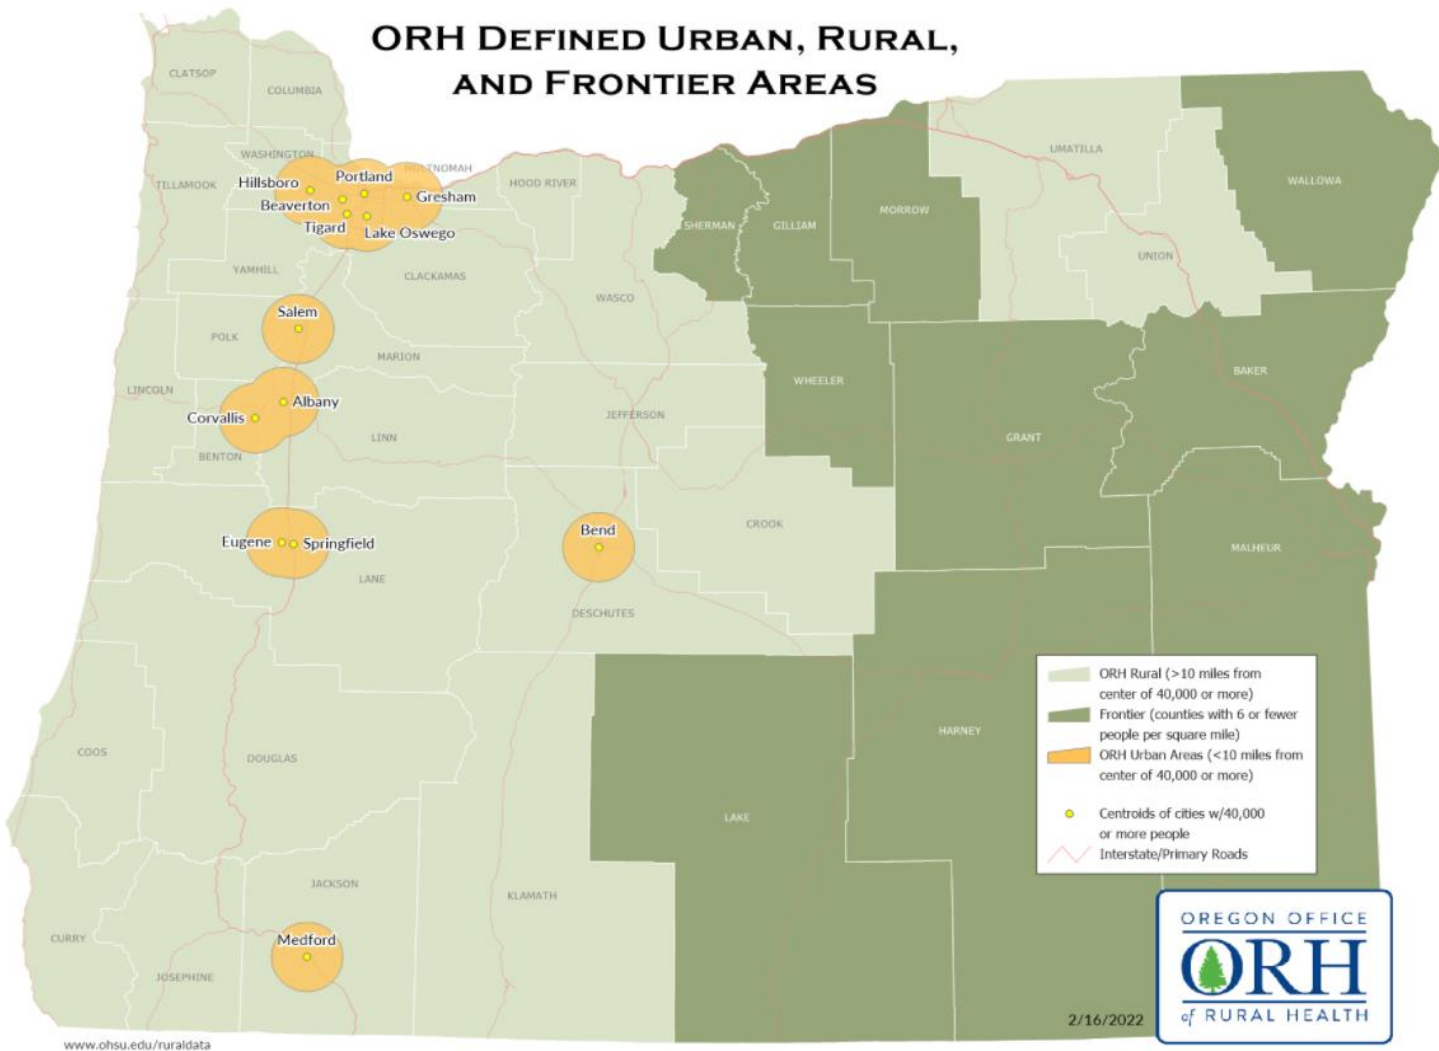 ORH DEFINED URBAN, RURAL,
AND FRONTIER AREAS
CLATSOP
COLUMBIA
WASHINGTON
MULTNOMAH
TILLAMOOK
Hillsboro
Portland
Beaverton
Gresham
Tigard
Lake Oswego
HOOD RIVER
UMATILLA
WALLOWA
SHERMAN
GILLIAM
MORROW
UNION
YAMHILL
CLACKAMAS
WASCO
Salem
POLK
MARION
LINCOLN
WHEELER
BAKER
Albany
Corvallis
JEFFERSON
LINN
GRANT
BENTON
CROOK
Bend
Eugene
Springfield
MALHEUR
LANE
DESCHUTES
ORH Rural (>10 miles from
center of 40,000 or more)
Frontier (counties with 6 or fewer
people per square mile)
ORH Urban Areas (<10 miles from
center of 40,000 or more)
Centroids of cities w/40,000
or more people
Interstate/Primary Roads
HARNEY
COOS
DOUGLAS
LAKE
JACKSON
KLAMATH
CURRY
Medford
JOSEPHINE
OREGON OFFICE
ORH
of RURAL HEALTH
2/16/2022
www.ohsu.edu/ruraldata